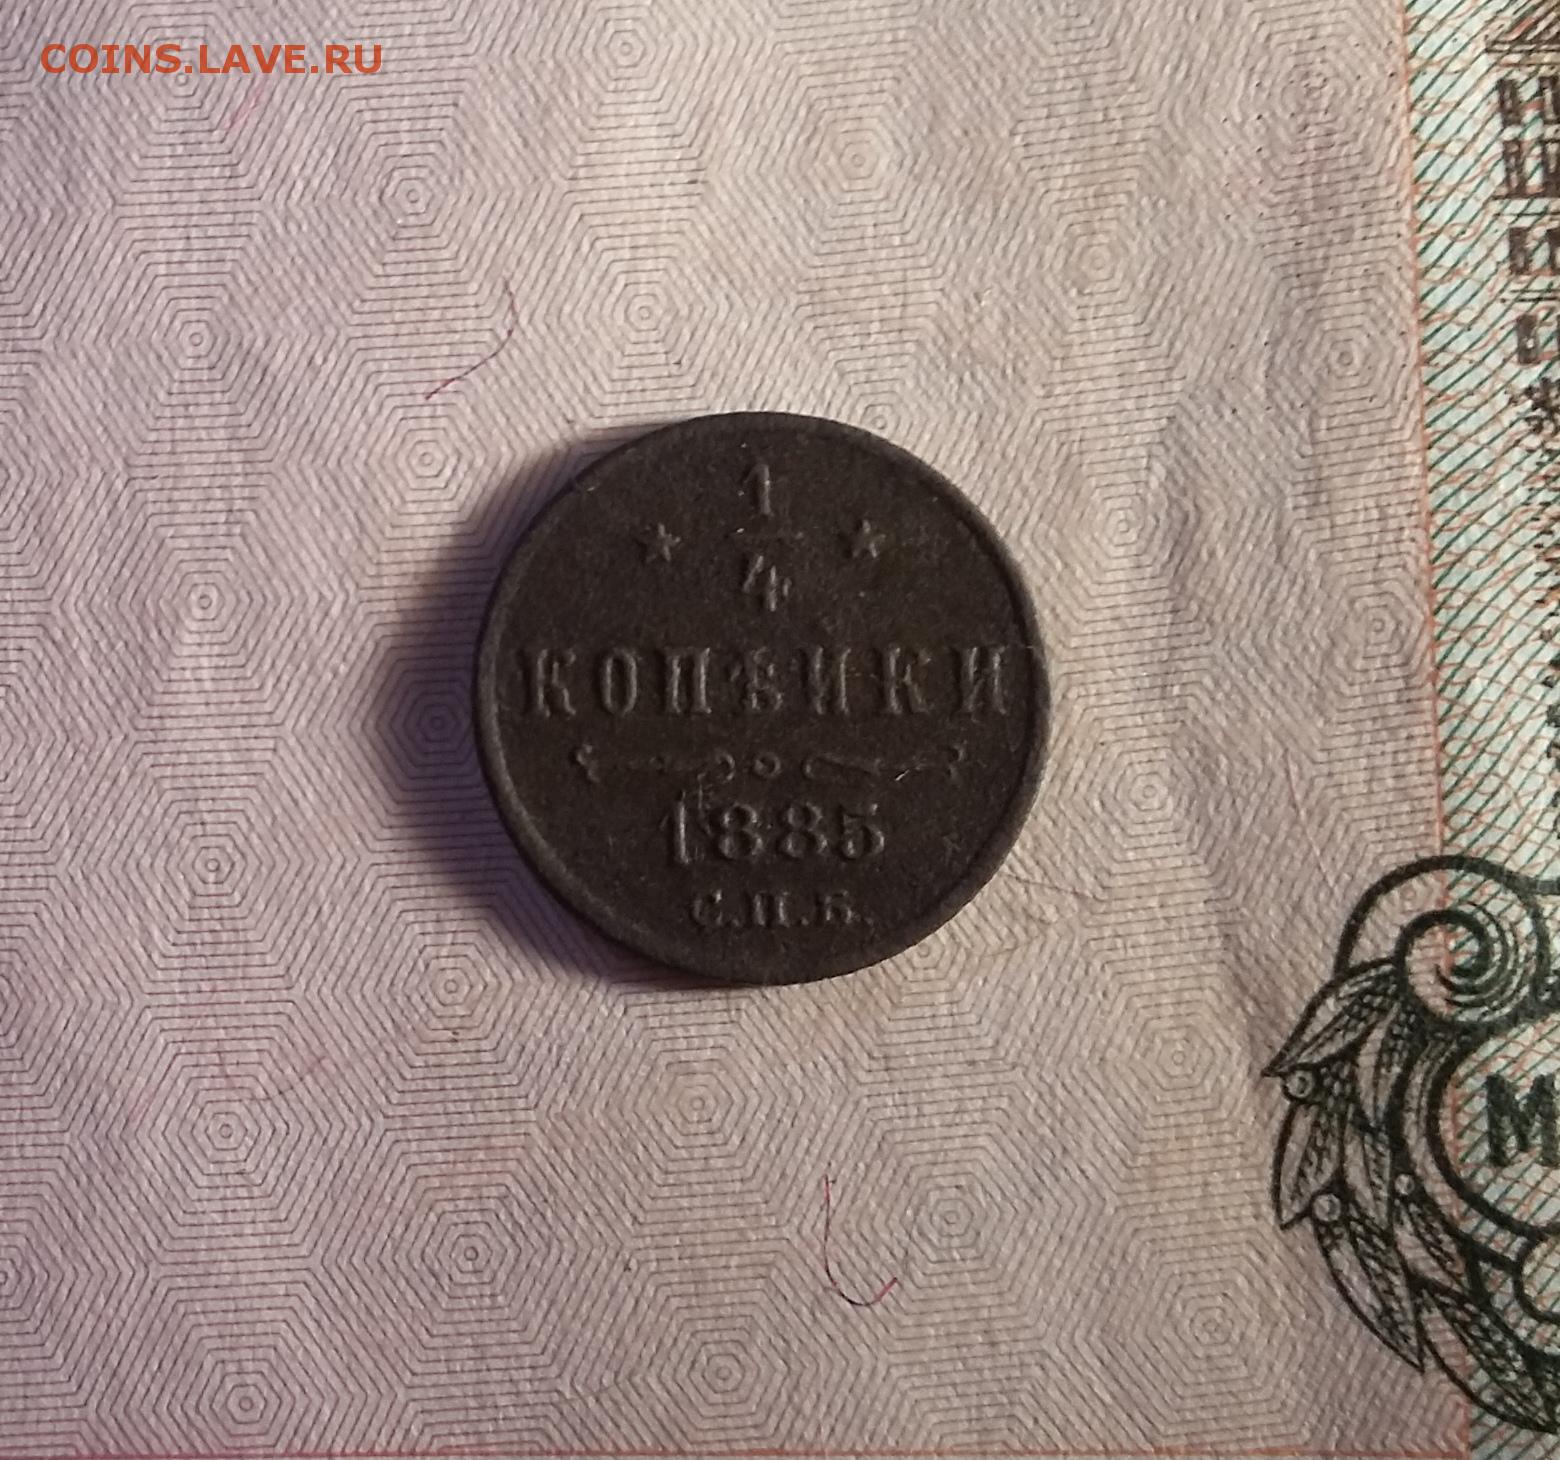 COINS.LAVE.RU
1
4
КОПѢЙКИ
1885
С.П.Б.
М